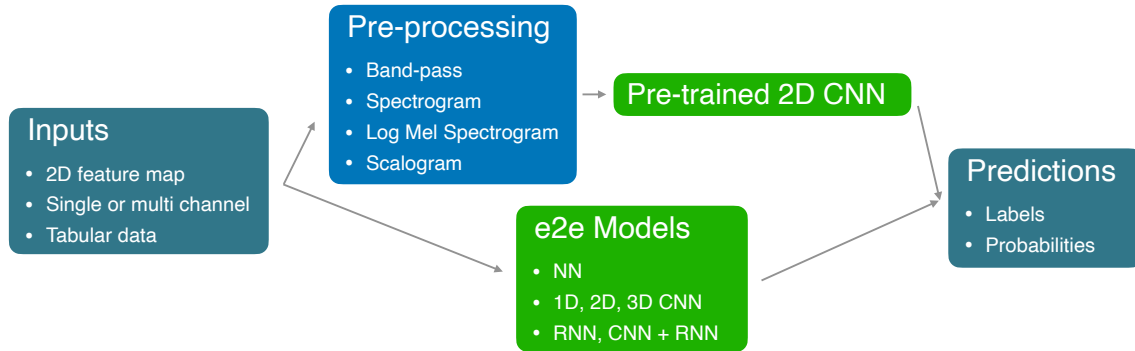 Inputs
• 2D feature map
• Single or multi channel
• Tabular data
Pre-processing
• Band-pass
• Spectrogram
• Log Mel Spectrogram
• Scalogram
Pre-trained 2D CNN
e2e Models
• NN
• 1D, 2D, 3D CNN
• RNN, CNN + RNN
Predictions
• Labels
• Probabilities